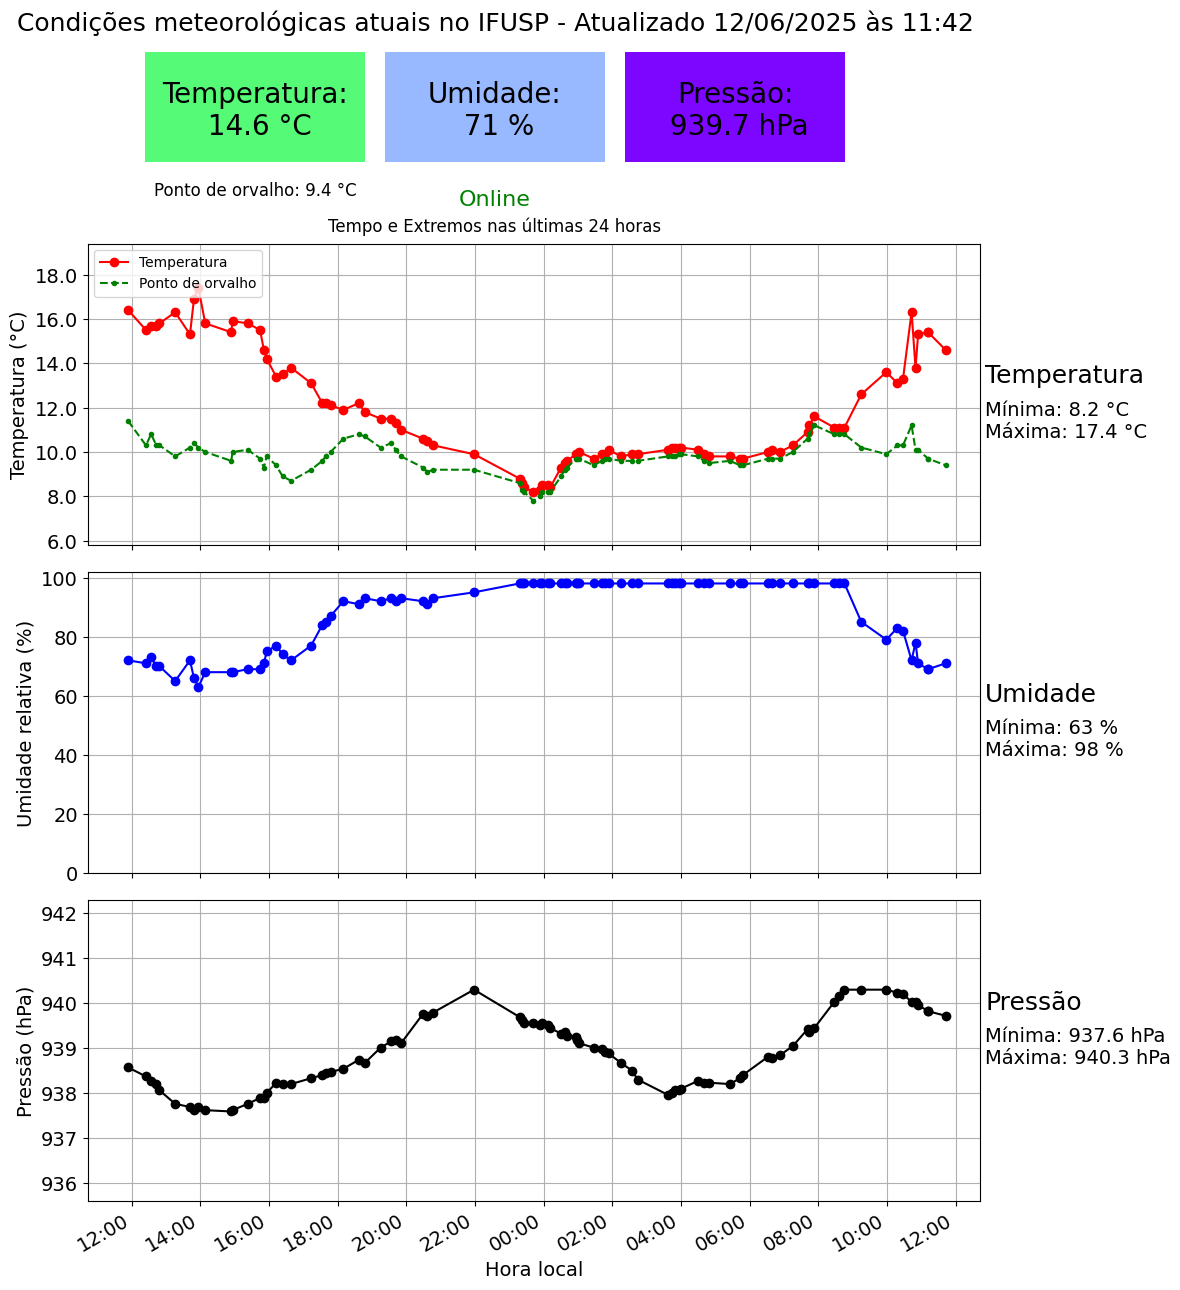 Condições meteorológicas atuais no IFUSP - Atualizado 12/06/2025 às 11:42
Temperatura:
14.6 °C
Umidade:
71 %
Pressão:
939.7 hPa
Ponto de orvalho: 9.4 °C
Online
Tempo e Extremos nas últimas 24 horas
Temperatura
Ponto de orvalho
Temperatura (°C)
18.0
16.0
14.0
12.0
10.0
8.0
6.0
Temperatura
Mínima: 8.2 °C
Máxima: 17.4 °C
Umidade relativa (%)
100
80
60
40
20
0
Umidade
Mínima: 63 %
Máxima: 98 %
Pressão (hPa)
942
941
940
939
938
937
936
Pressão
Mínima: 937.6 hPa
Máxima: 940.3 hPa
12:00
14:00
16:00
18:00
20:00
22:00
00:00
02:00
04:00
06:00
08:00
10:00
12:00
Hora local